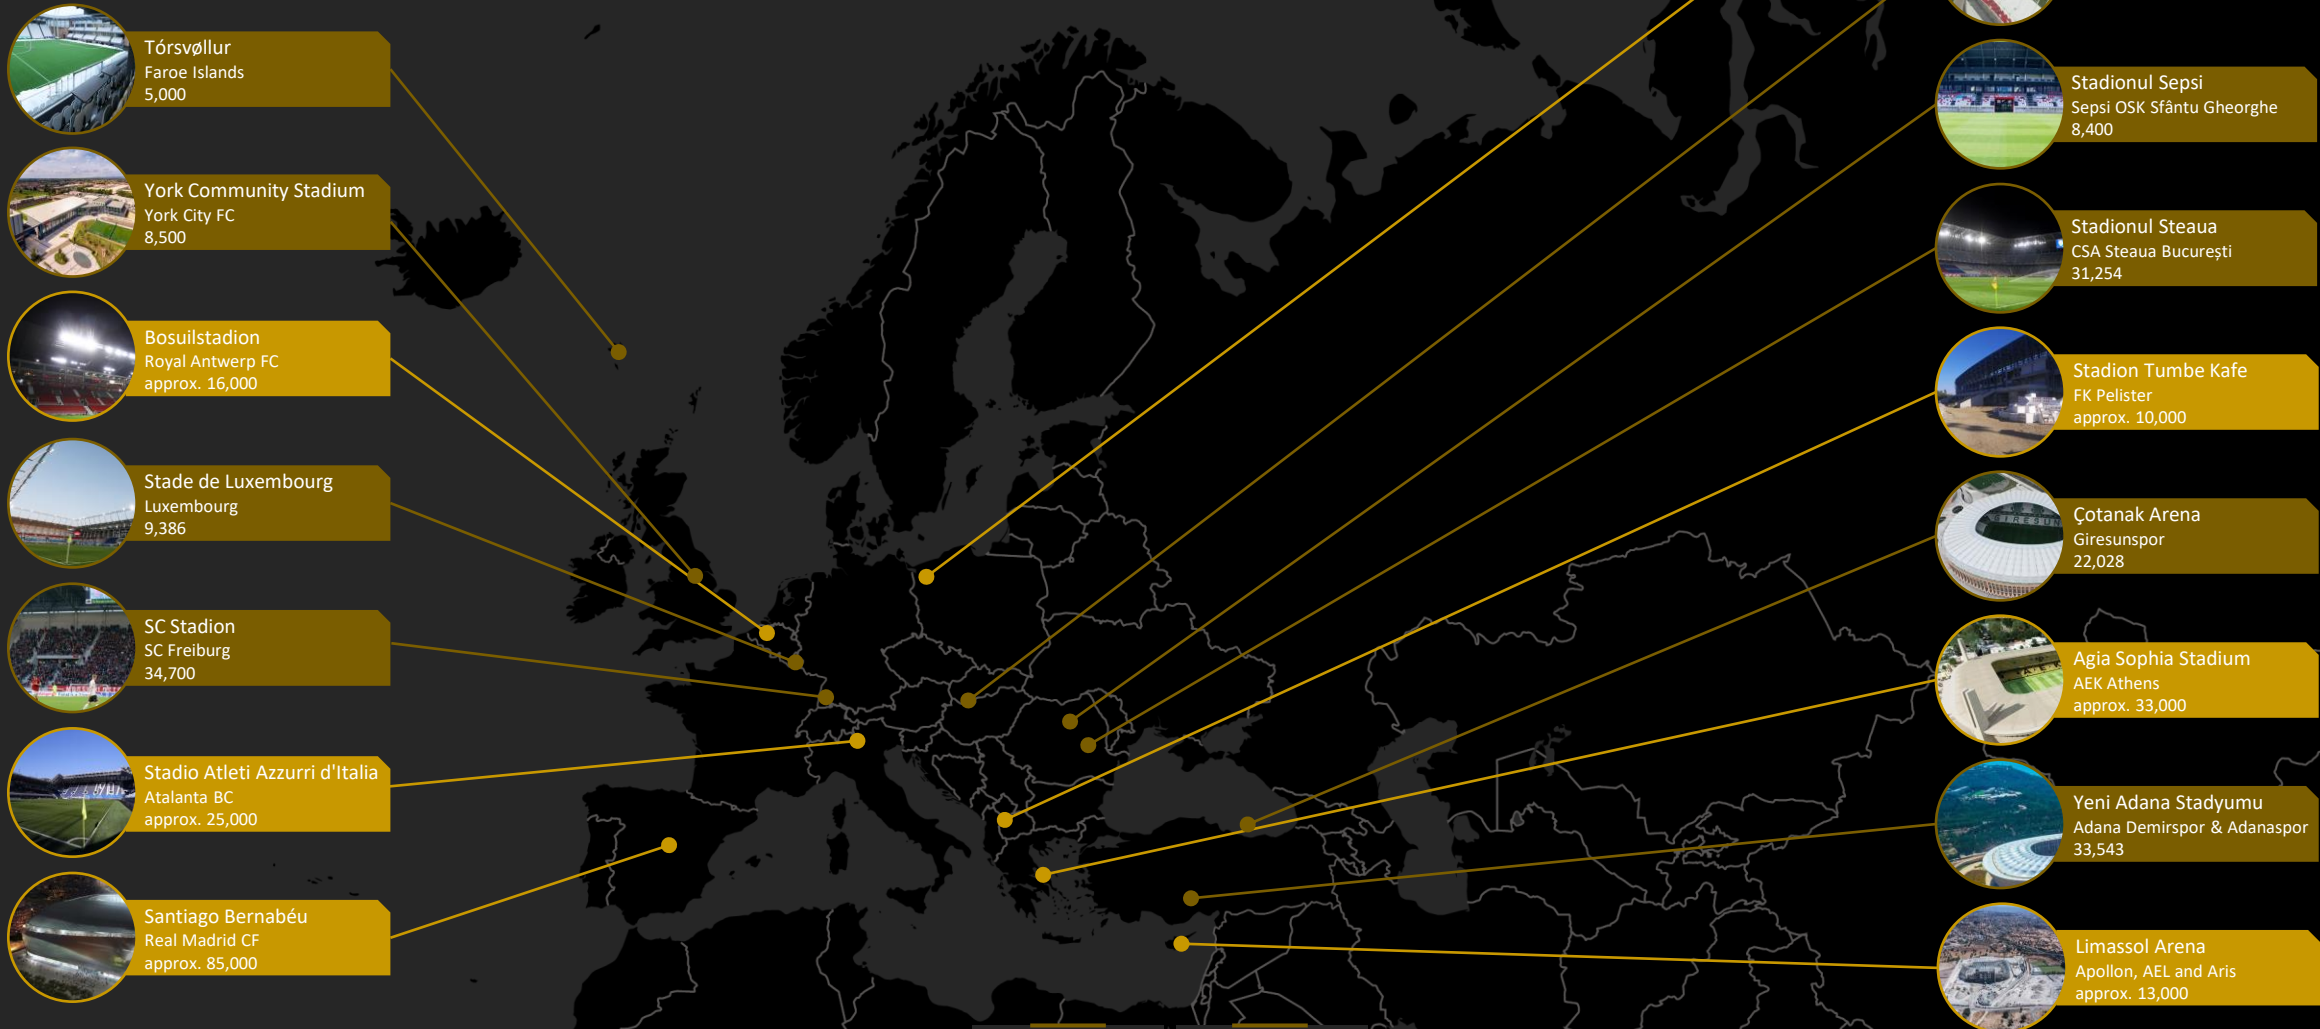 Tórsvøllur
Faroe Islands
5,000
York Community Stadium
York City FC
8,500
Bosuilstadion
Royal Antwerp FC
approx. 16,000
Stade de Luxembourg
Luxembourg
9,386
SC Stadion
SC Freiburg
34,700
Stadio Atleti Azzurri d'Italia
Atalanta BC
approx. 25,000
Santiago Bernabéu
Real Madrid CF
approx. 85,000
Stadionul Sepsi
Sepsi OSK Sfântu Gheorghe
8,400
Stadionul Steaua
CSA Steaua București
31,254
Stadion Tumbe Kafe
FK Pelister
approx. 10,000
Çotanak Arena
Giresunspor
22,028
Agia Sophia Stadium
AEK Athens
approx. 33,000
Yeni Adana Stadyumu
Adana Demirspor & Adanaspor
33,543
Limassol Arena
Apollon, AEL and Aris
approx. 13,000